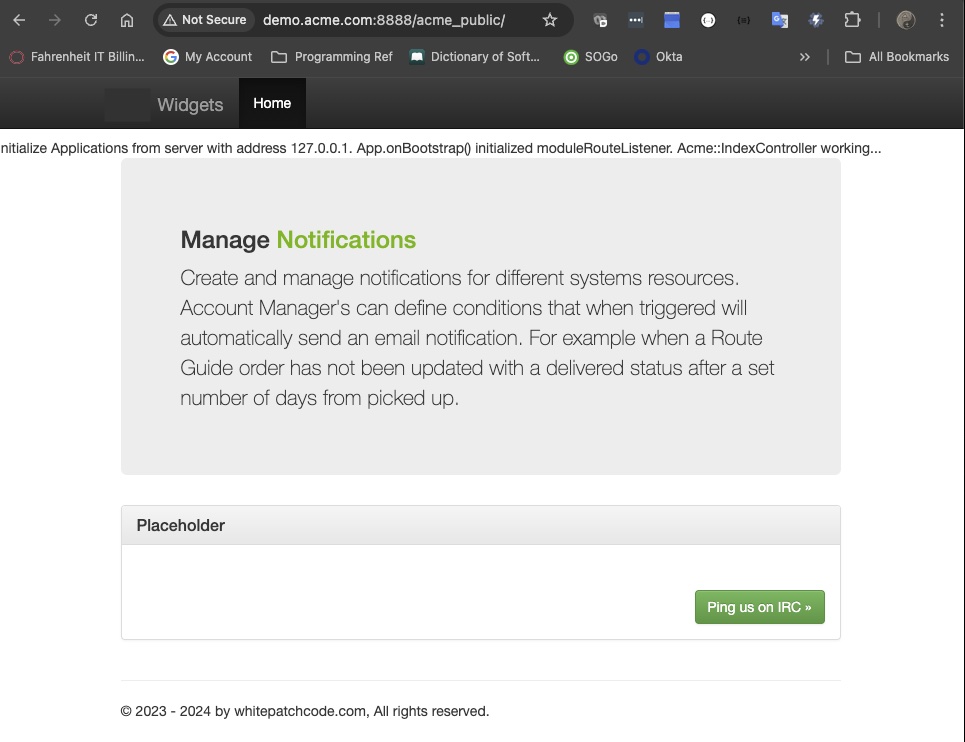 Not Secure demo.acme.com:8888/acme_public/
Fahrenheit IT Billin... My Account Programming Ref Dictionary of Soft... SOGo Okta » All Bookmarks
Widgets Home
nitialize Applications from server with address 127.0.0.1. App.onBootstrap() initialized moduleRouteListener. Acme::IndexController working...
Manage Notifications
Create and manage notifications for different systems resources.
Account Manager's can define conditions that when triggered will
automatically send an email notification. For example when a Route
Guide order has not been updated with a delivered status after a set
number of days from picked up.
Placeholder
Ping us on IRC »
© 2023 - 2024 by whitepatchcode.com, All rights reserved.